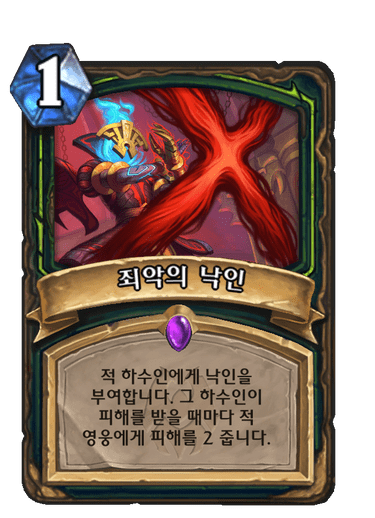 1
죄악의 낙인
적 하수인에게 낙인을
부여합니다. 그 하수인이
피해를 받을 때마다 적
영웅에게 피해를 2 줍니다.